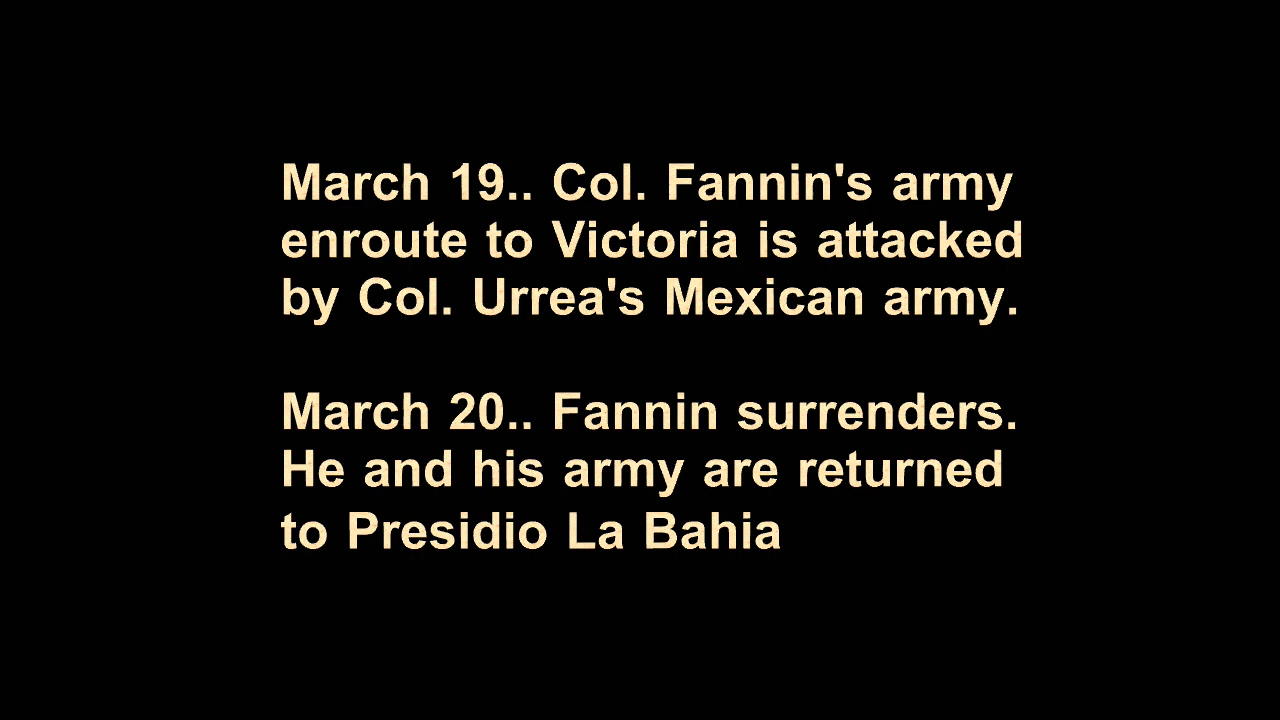 March 19.. Col. Fannin's army
enroute to Victoria is attacked
by Col. Urrea's Mexican army.
March 20.. Fannin surrenders.
He and his army are returned
to Presidio La Bahia